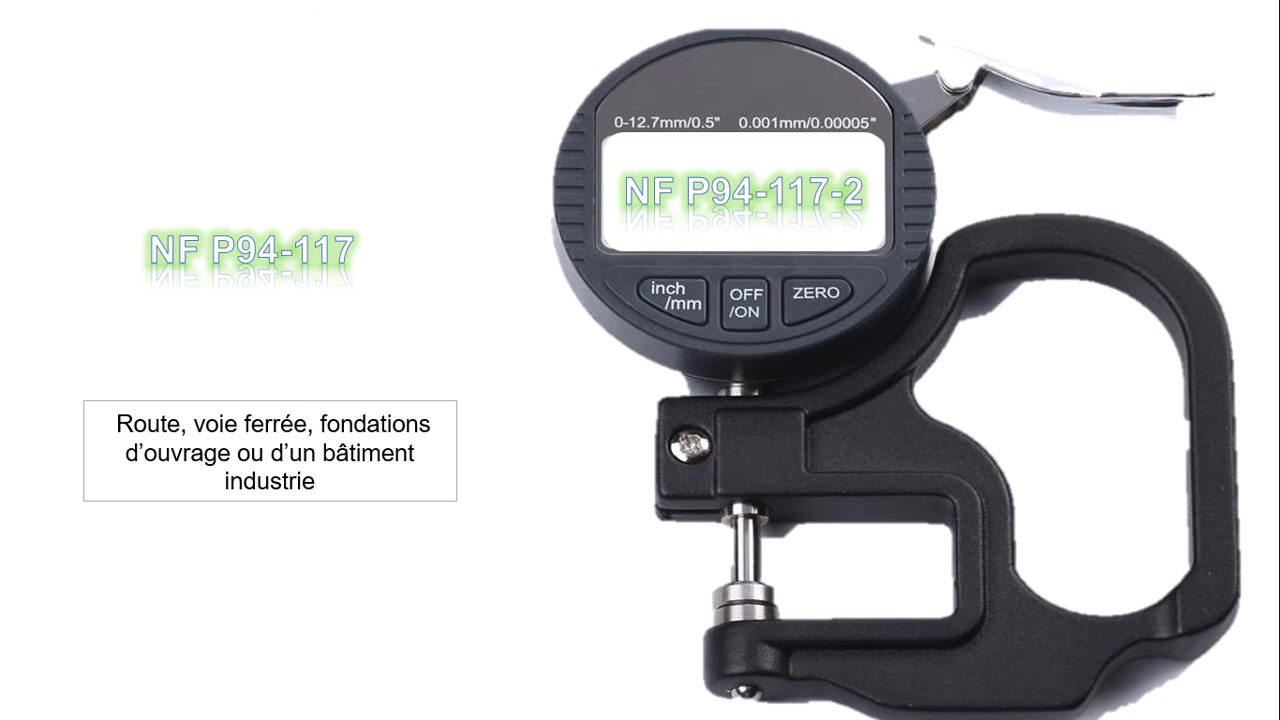 0-12.7mm/0.5" 0.001mm/0.00005"
NF P94-117-2
NF P94-117
inch
/mm
OFF
/ON
ZERO
Route, voie ferrée, fondations
d’ouvrage ou d’un bâtiment
industrie